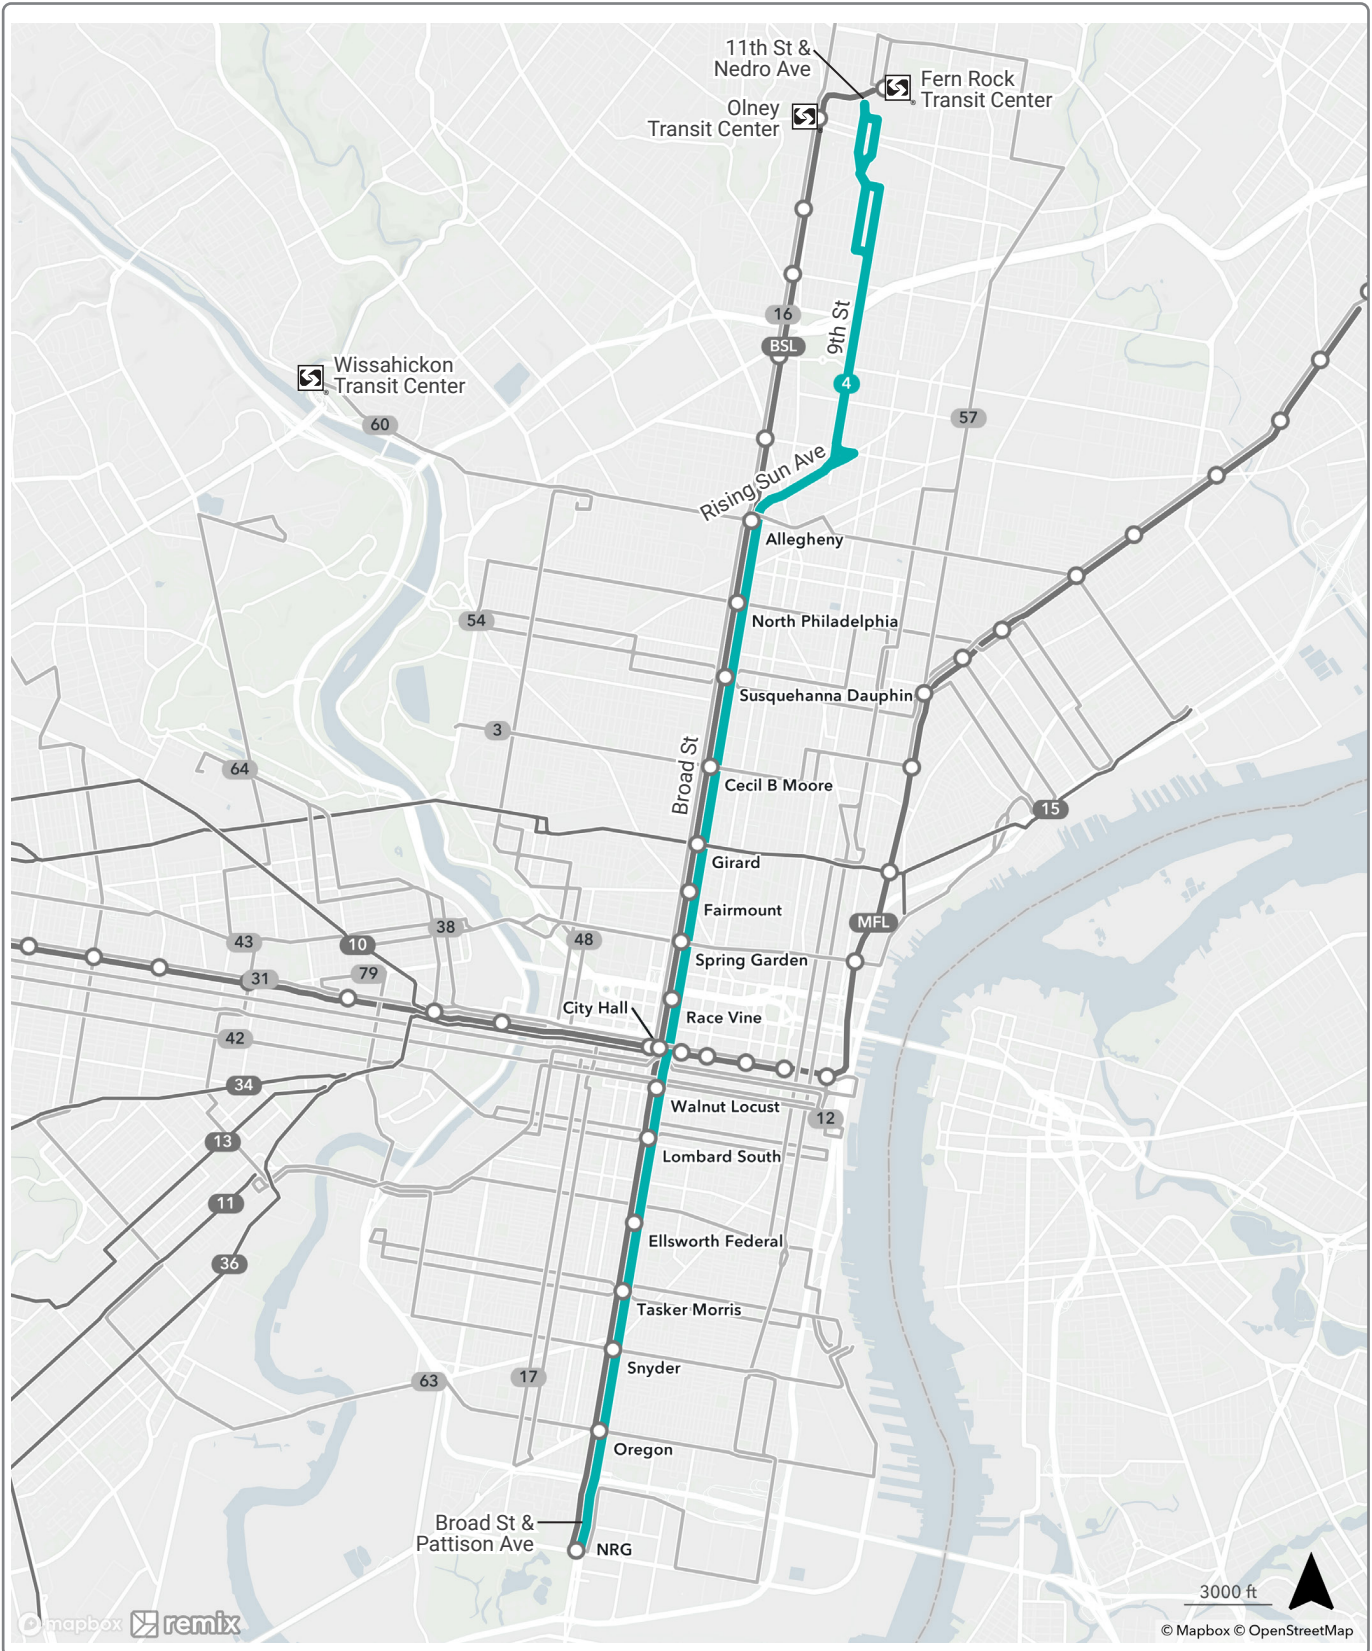 11th St &
Nedro Ave
Fern Rock
Transit Center
Olney
Transit Center
16
9th St
BSL
Wissahickon
Transit Center
4
60
57
Rising Sun Ave
Allegheny
54
North Philadelphia
Susquehanna Dauphin
3
Broad St
64
Cecil B Moore
15
Girard
Fairmount
MFL
38
43
10
48
Spring Garden
79
31
City Hall
Race Vine
42
34
Walnut Locust
12
13
Lombard South
11
Ellsworth Federal
36
Tasker Morris
Snyder
17
63
Oregon
Broad St &
Pattison Ave
NRG
3000 ft
mapbox
remix
© Mapbox © OpenStreetMap